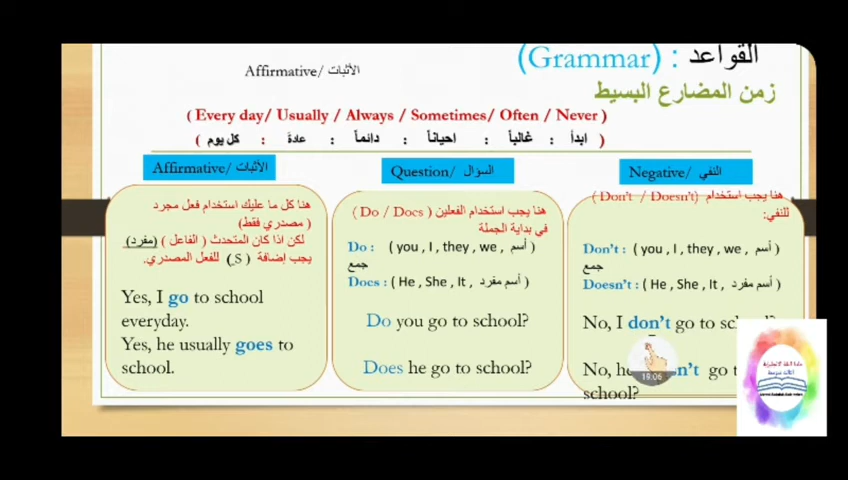 القواعد : (Grammar)
Affirmative/ الأثبات
زمن المضارع البسيط
( Every day/ Usually / Always / Sometimes/ Often / Never )
( ابدأ : غالباً : احياناً : دائماً : عادةً : كل يوم )
Affirmative/ الأثبات
هنا كل ما عليك استخدام فعل مجرد
( مصدري فقط)
لكن اذا كان المتحدث ( الفاعل ) (مفرد)
يجب إضافة ( S) للفعل المصدري.
Yes, I go to school
everyday.
Yes, he usually goes to
school.
Question/ السؤال
هنا يجب استخدام الفعلين ( Do / Does )
في بداية الجملة
Do : ( you , I , they , we , أسم )
جمع
Does : ( He , She , It , أسم مفرد )
Do you go to school?
Does he go to school?
Negative/ النفي
هنا يجب استخدام (Don't / Doesn't )
للنفي:
Don't : ( you , I , they , we , أسم )
جمع
Doesn't : ( He , She , It , أسم مفرد )
No, I don't go to
No, he go
school?
19:06